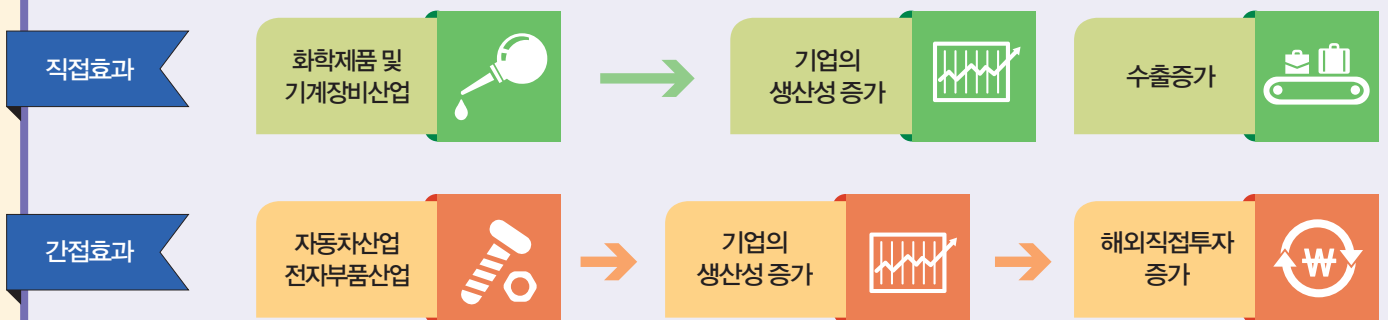 직접효과
화학제품 및
기계장비산업
기업의
생산성 증가
수출증가
간접효과
자동차산업
전자부품산업
기업의
생산성 증가
해외직접투자
증가
₩